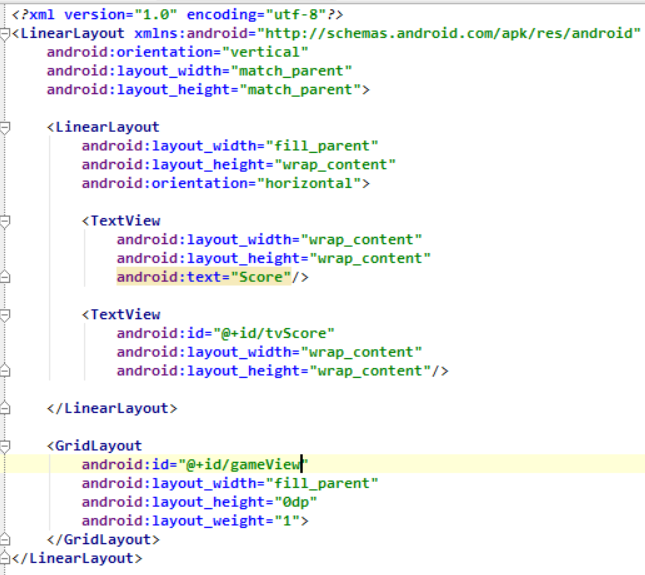 <?xml version="1.0" encoding="utf-8"?>
<LinearLayout xmlns:android="http://schemas.android.com/apk/res/android"
    android:orientation="vertical"
    android:layout_width="match_parent"
    android:layout_height="match_parent">

    <LinearLayout
        android:layout_width="fill_parent"
        android:layout_height="wrap_content"
        android:orientation="horizontal">

        <TextView
            android:layout_width="wrap_content"
            android:layout_height="wrap_content"
            android:text="Score"/>

        <TextView
            android:id="@+id/tvScore"
            android:layout_width="wrap_content"
            android:layout_height="wrap_content"/>

    </LinearLayout>

    <GridLayout
        android:id="@+id/gameView"
        android:layout_width="fill_parent"
        android:layout_height="0dp"
        android:layout_weight="1">
    </GridLayout>
</LinearLayout>